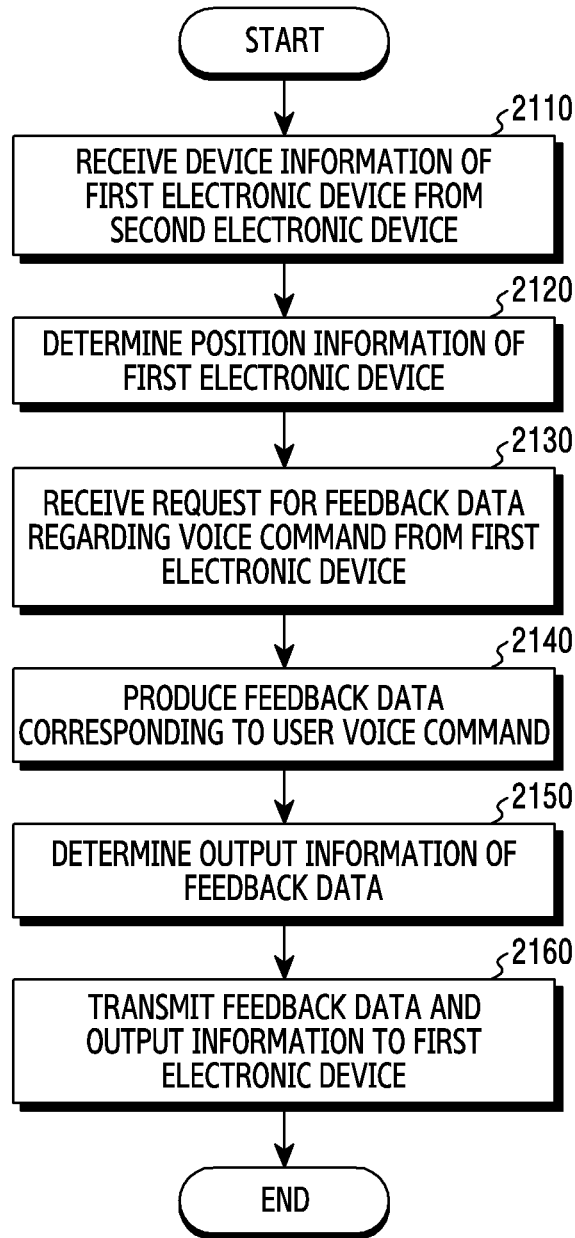 START
2110
RECEIVE DEVICE INFORMATION OF
FIRST ELECTRONIC DEVICE FROM
SECOND ELECTRONIC DEVICE
2120
DETERMINE POSITION INFORMATION OF
FIRST ELECTRONIC DEVICE
2130
RECEIVE REQUEST FOR FEEDBACK DATA
REGARDING VOICE COMMAND FROM FIRST
ELECTRONIC DEVICE
2140
PRODUCE FEEDBACK DATA
CORRESPONDING TO USER VOICE COMMAND
2150
DETERMINE OUTPUT INFORMATION OF
FEEDBACK DATA
2160
TRANSMIT FEEDBACK DATA AND
OUTPUT INFORMATION TO FIRST
ELECTRONIC DEVICE
END